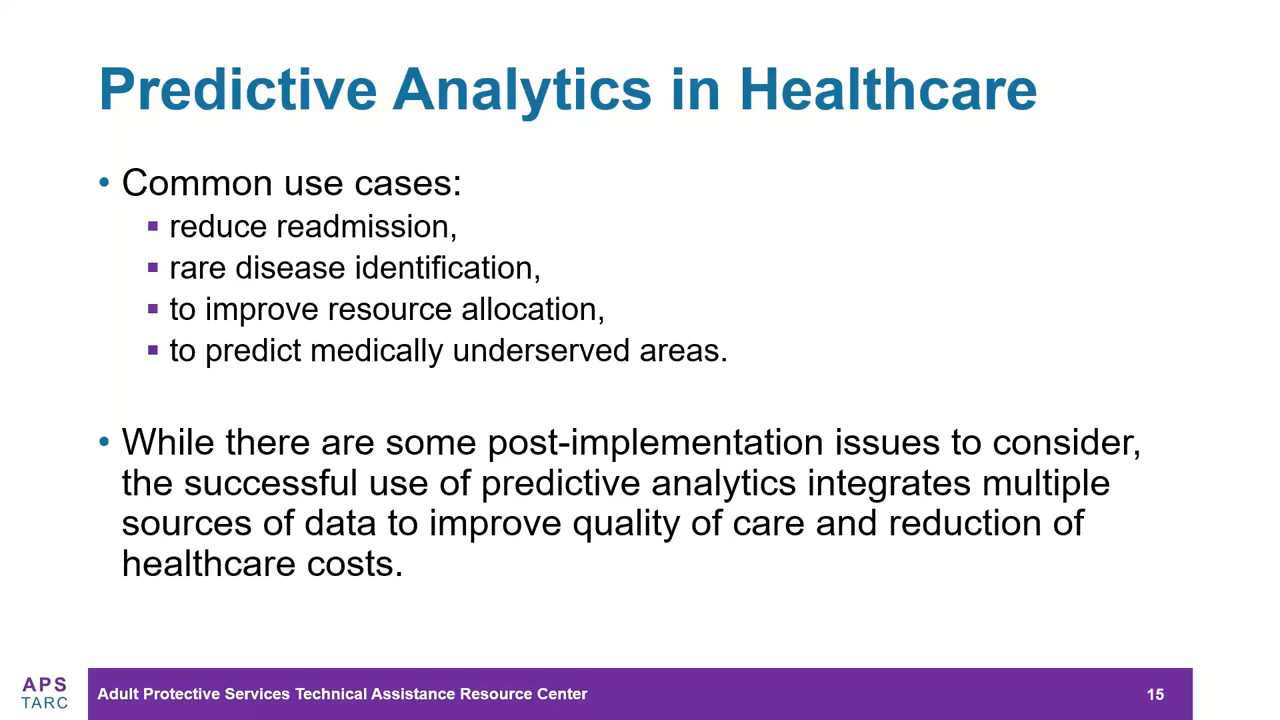 Predictive Analytics in Healthcare
• Common use cases:
▪ reduce readmission,
▪ rare disease identification,
▪ to improve resource allocation,
▪ to predict medically underserved areas.
• While there are some post-implementation issues to consider,
the successful use of predictive analytics integrates multiple
sources of data to improve quality of care and reduction of
healthcare costs.
APS
TARC
Adult Protective Services Technical Assistance Resource Center
15